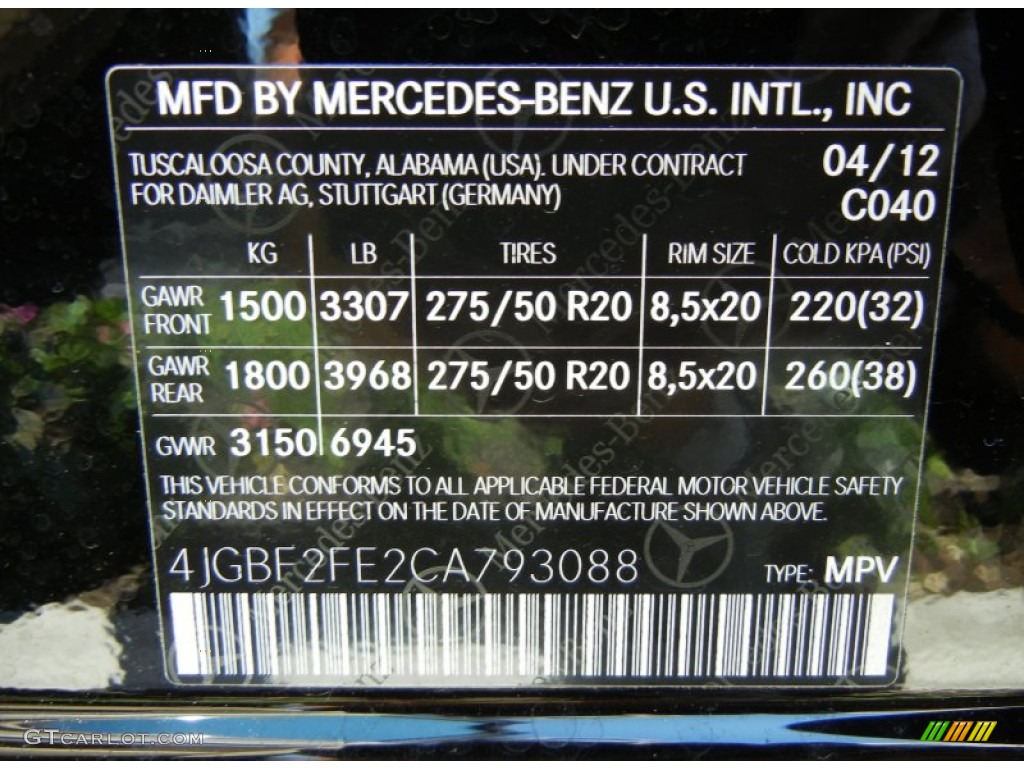 MFD BY MERCEDES-BENZ U.S. INTL., INC
TUSCALOOSA COUNTY, ALABAMA (USA). UNDER CONTRACT
FOR DAIMLER AG, STUTTGART (GERMANY)
04/12
C040
KG LB TIRES RIM SIZE COLD KPA (PSI)
GAWR FRONT 1500 3307 275/50 R20 8,5x20 220(32)
GAWR REAR 1800 3968 275/50 R20 8,5x20 260(38)
GVWR 3150 6945
THIS VEHICLE CONFORMS TO ALL APPLICABLE FEDERAL MOTOR VEHICLE SAFETY
STANDARDS IN EFFECT ON THE DATE OF MANUFACTURE SHOWN ABOVE.
4JGBF2FE2CA793088 TYPE: MPV
GTCARLOT.COM